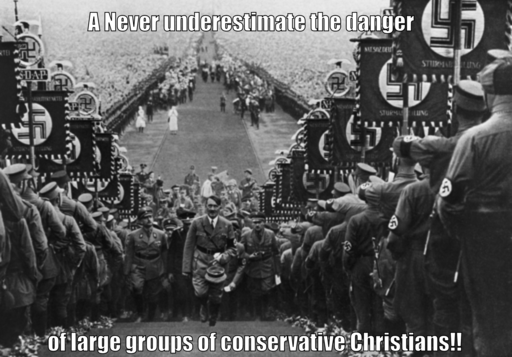 A Never underestimate the danger
of large groups of conservative Christians!!